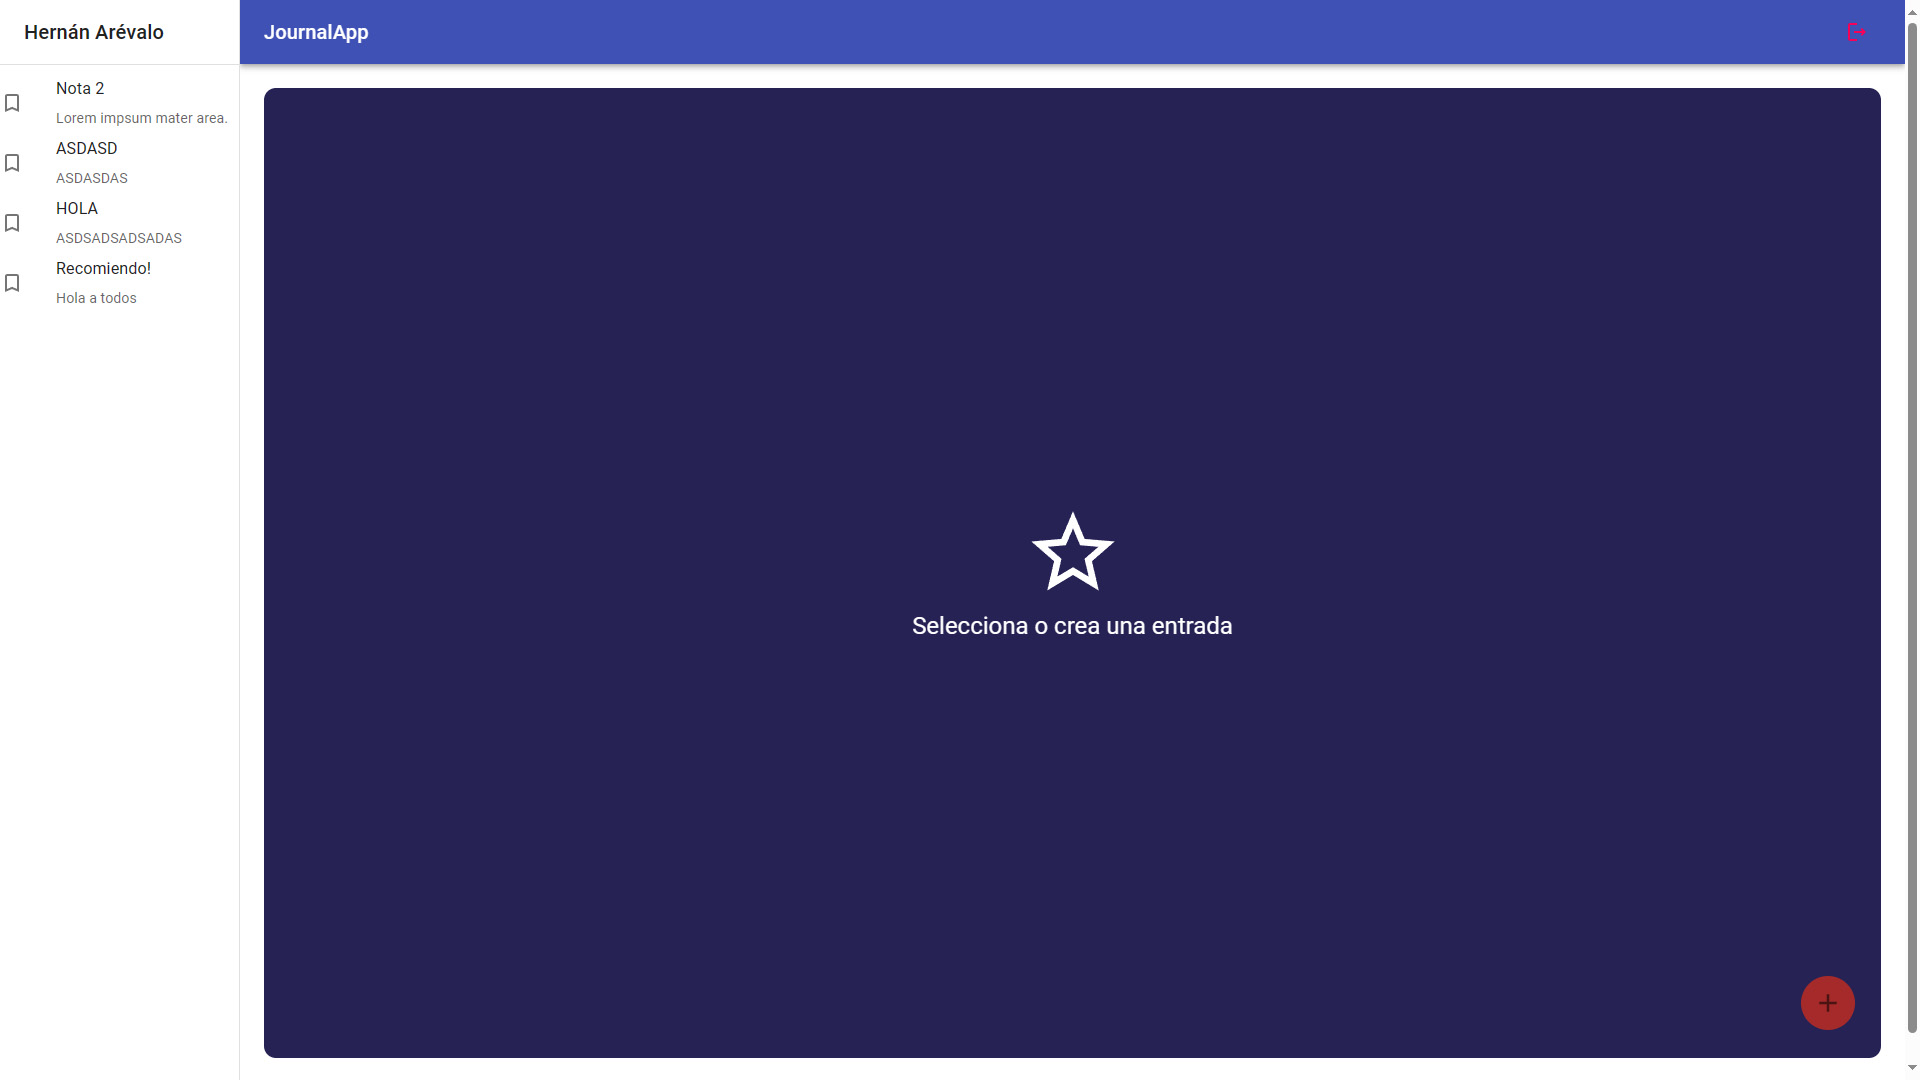 Hernán Arévalo
JournalApp
Nota 2
Lorem impsum mater area.
ASDASD
ASDASDAS
HOLA
ASDSADSADSADAS
Recomiendo!
Hola a todos
Selecciona o crea una entrada